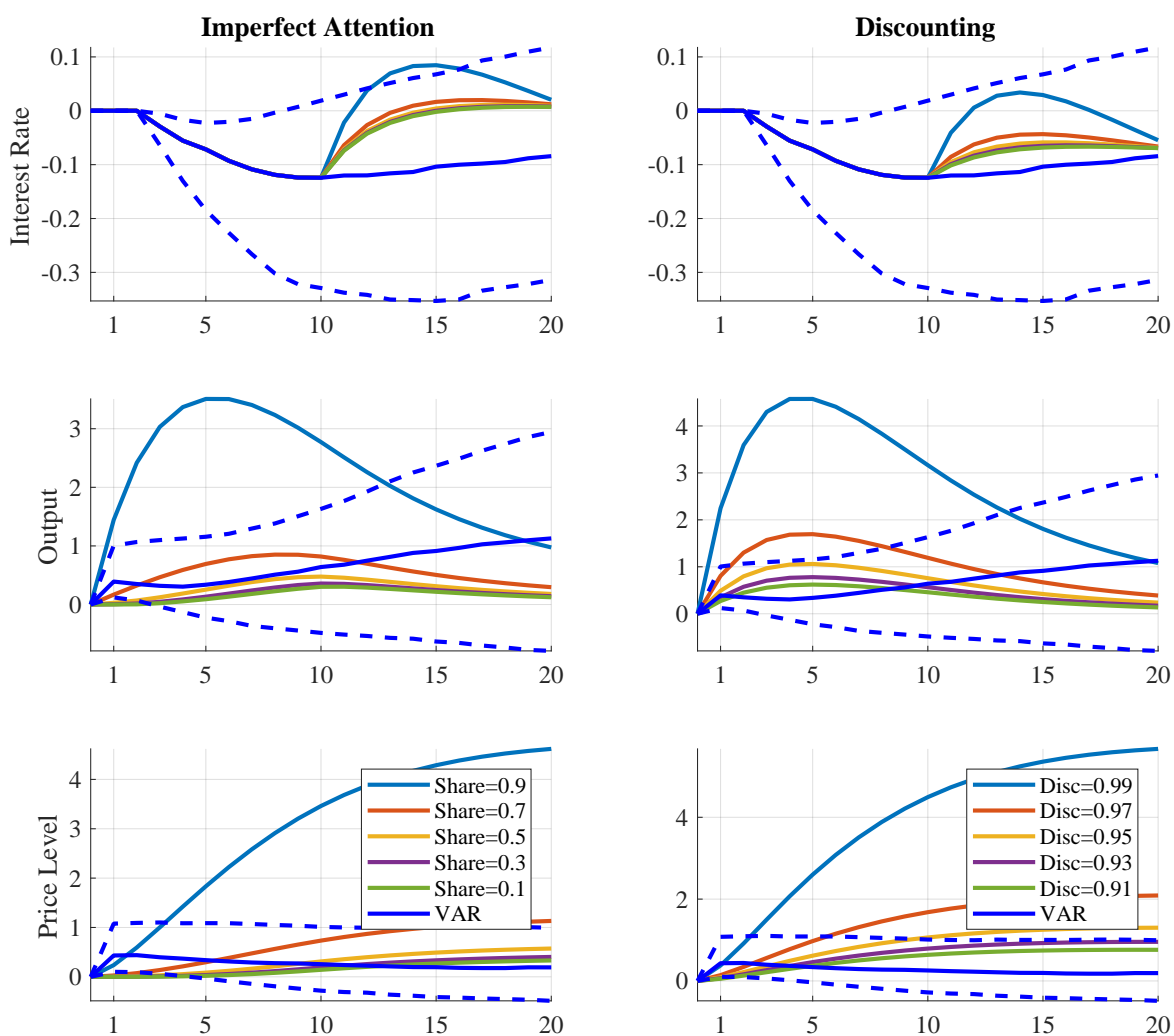 Imperfect Attention
Discounting
Interest Rate
0.1
0
-0.1
-0.2
-0.3
1 5 10 15 20
0.1
0
-0.1
-0.2
-0.3
1 5 10 15 20
Output
3
2
1
0
1 5 10 15 20
4
3
2
1
0
1 5 10 15 20
Price Level
4
3
2
1
0
1 5 10 15 20
Share=0.9
Share=0.7
Share=0.5
Share=0.3
Share=0.1
VAR
4
2
0
1 5 10 15 20
Disc=0.99
Disc=0.97
Disc=0.95
Disc=0.93
Disc=0.91
VAR